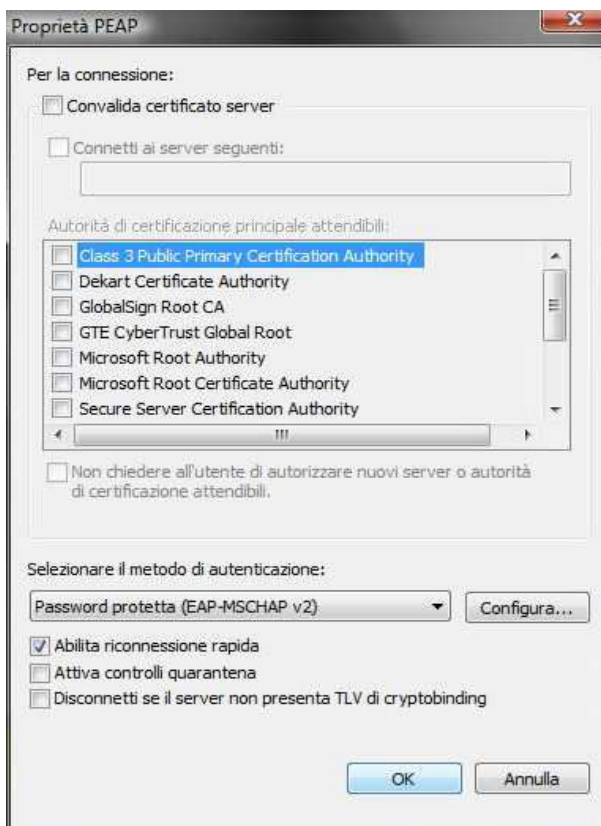 Proprietà PEAP
Per la connessione:
Convalida certificato server
Connetti ai server seguenti:
Autorità di certificazione principale attendibili:
Class 3 Public Primary Certification Authority
Dekart Certificate Authority
GlobalSign Root CA
GTE CyberTrust Global Root
Microsoft Root Authority
Microsoft Root Certificate Authority
Secure Server Certification Authority
Non chiedere all'utente di autorizzare nuovi server o autorità
di certificazione attendibili.
Selezionare il metodo di autenticazione:
Password protetta (EAP-MSCHAP v2)
Configura...
Abilita riconnessione rapida
Attiva controlli quarantena
Disconnetti se il server non presenta TLV di cryptobinding
OK
Annulla